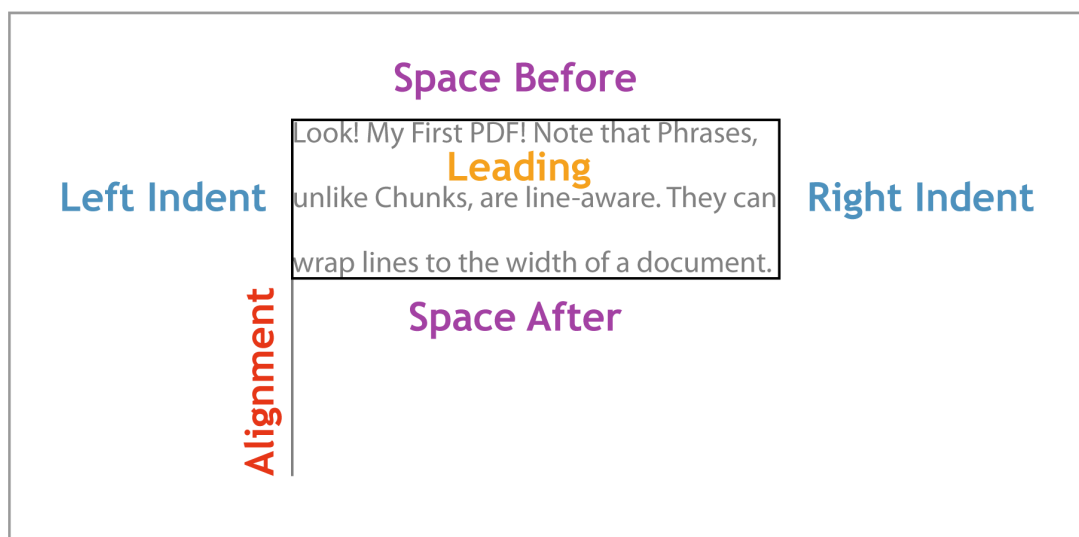 Space Before
Look! My First PDF! Note that Phrases,
Leading
Left Indent
unlike Chunks, are line-aware. They can
Right Indent
wrap lines to the width of a document.
Space After
Alignment